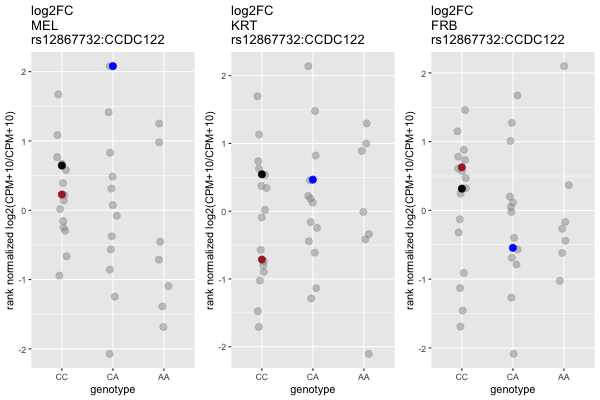 log2FC
MEL
rs12867732:CCDC122
rank normalized log2(CPM+10/CPM+10)
2
1
0
-1
-2
CC
CA
AA
genotype
log2FC
KRT
rs12867732:CCDC122
rank normalized log2(CPM+10/CPM+10)
2
1
0
-1
-2
CC
CA
AA
genotype
log2FC
FRB
rs12867732:CCDC122
rank normalized log2(CPM+10/CPM+10)
2
1
0
-1
-2
CC
CA
AA
genotype